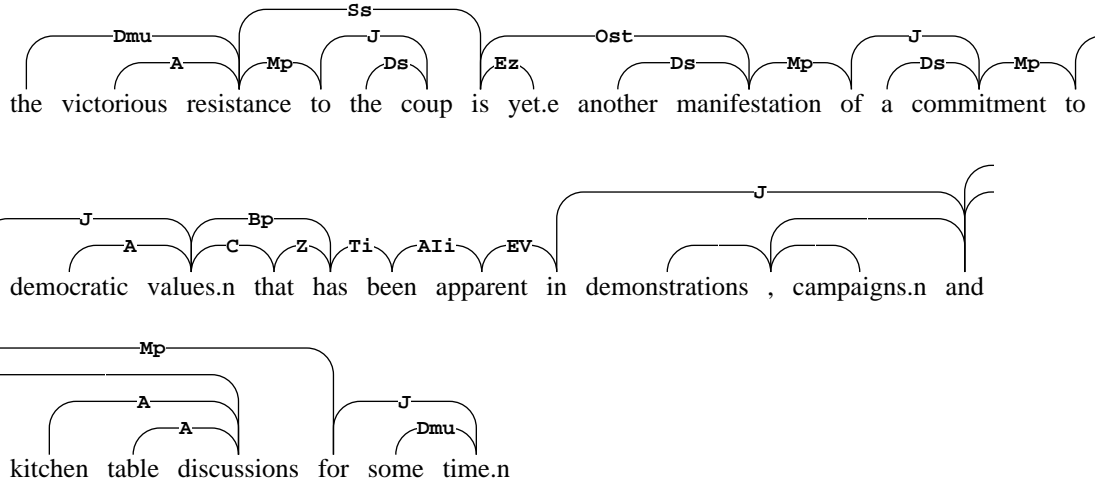 Ss
Dmu J Ost J
A Mp Ds Ez Ds Mp Ds Mp
the victorious resistance to the coup is yet.e another manifestation of a commitment to
J Bp J
A C Z Ti AIi EV
democratic values.n that has been apparent in demonstrations , campaigns.n and
Mp
A J
A Dmu
kitchen table discussions for some time.n